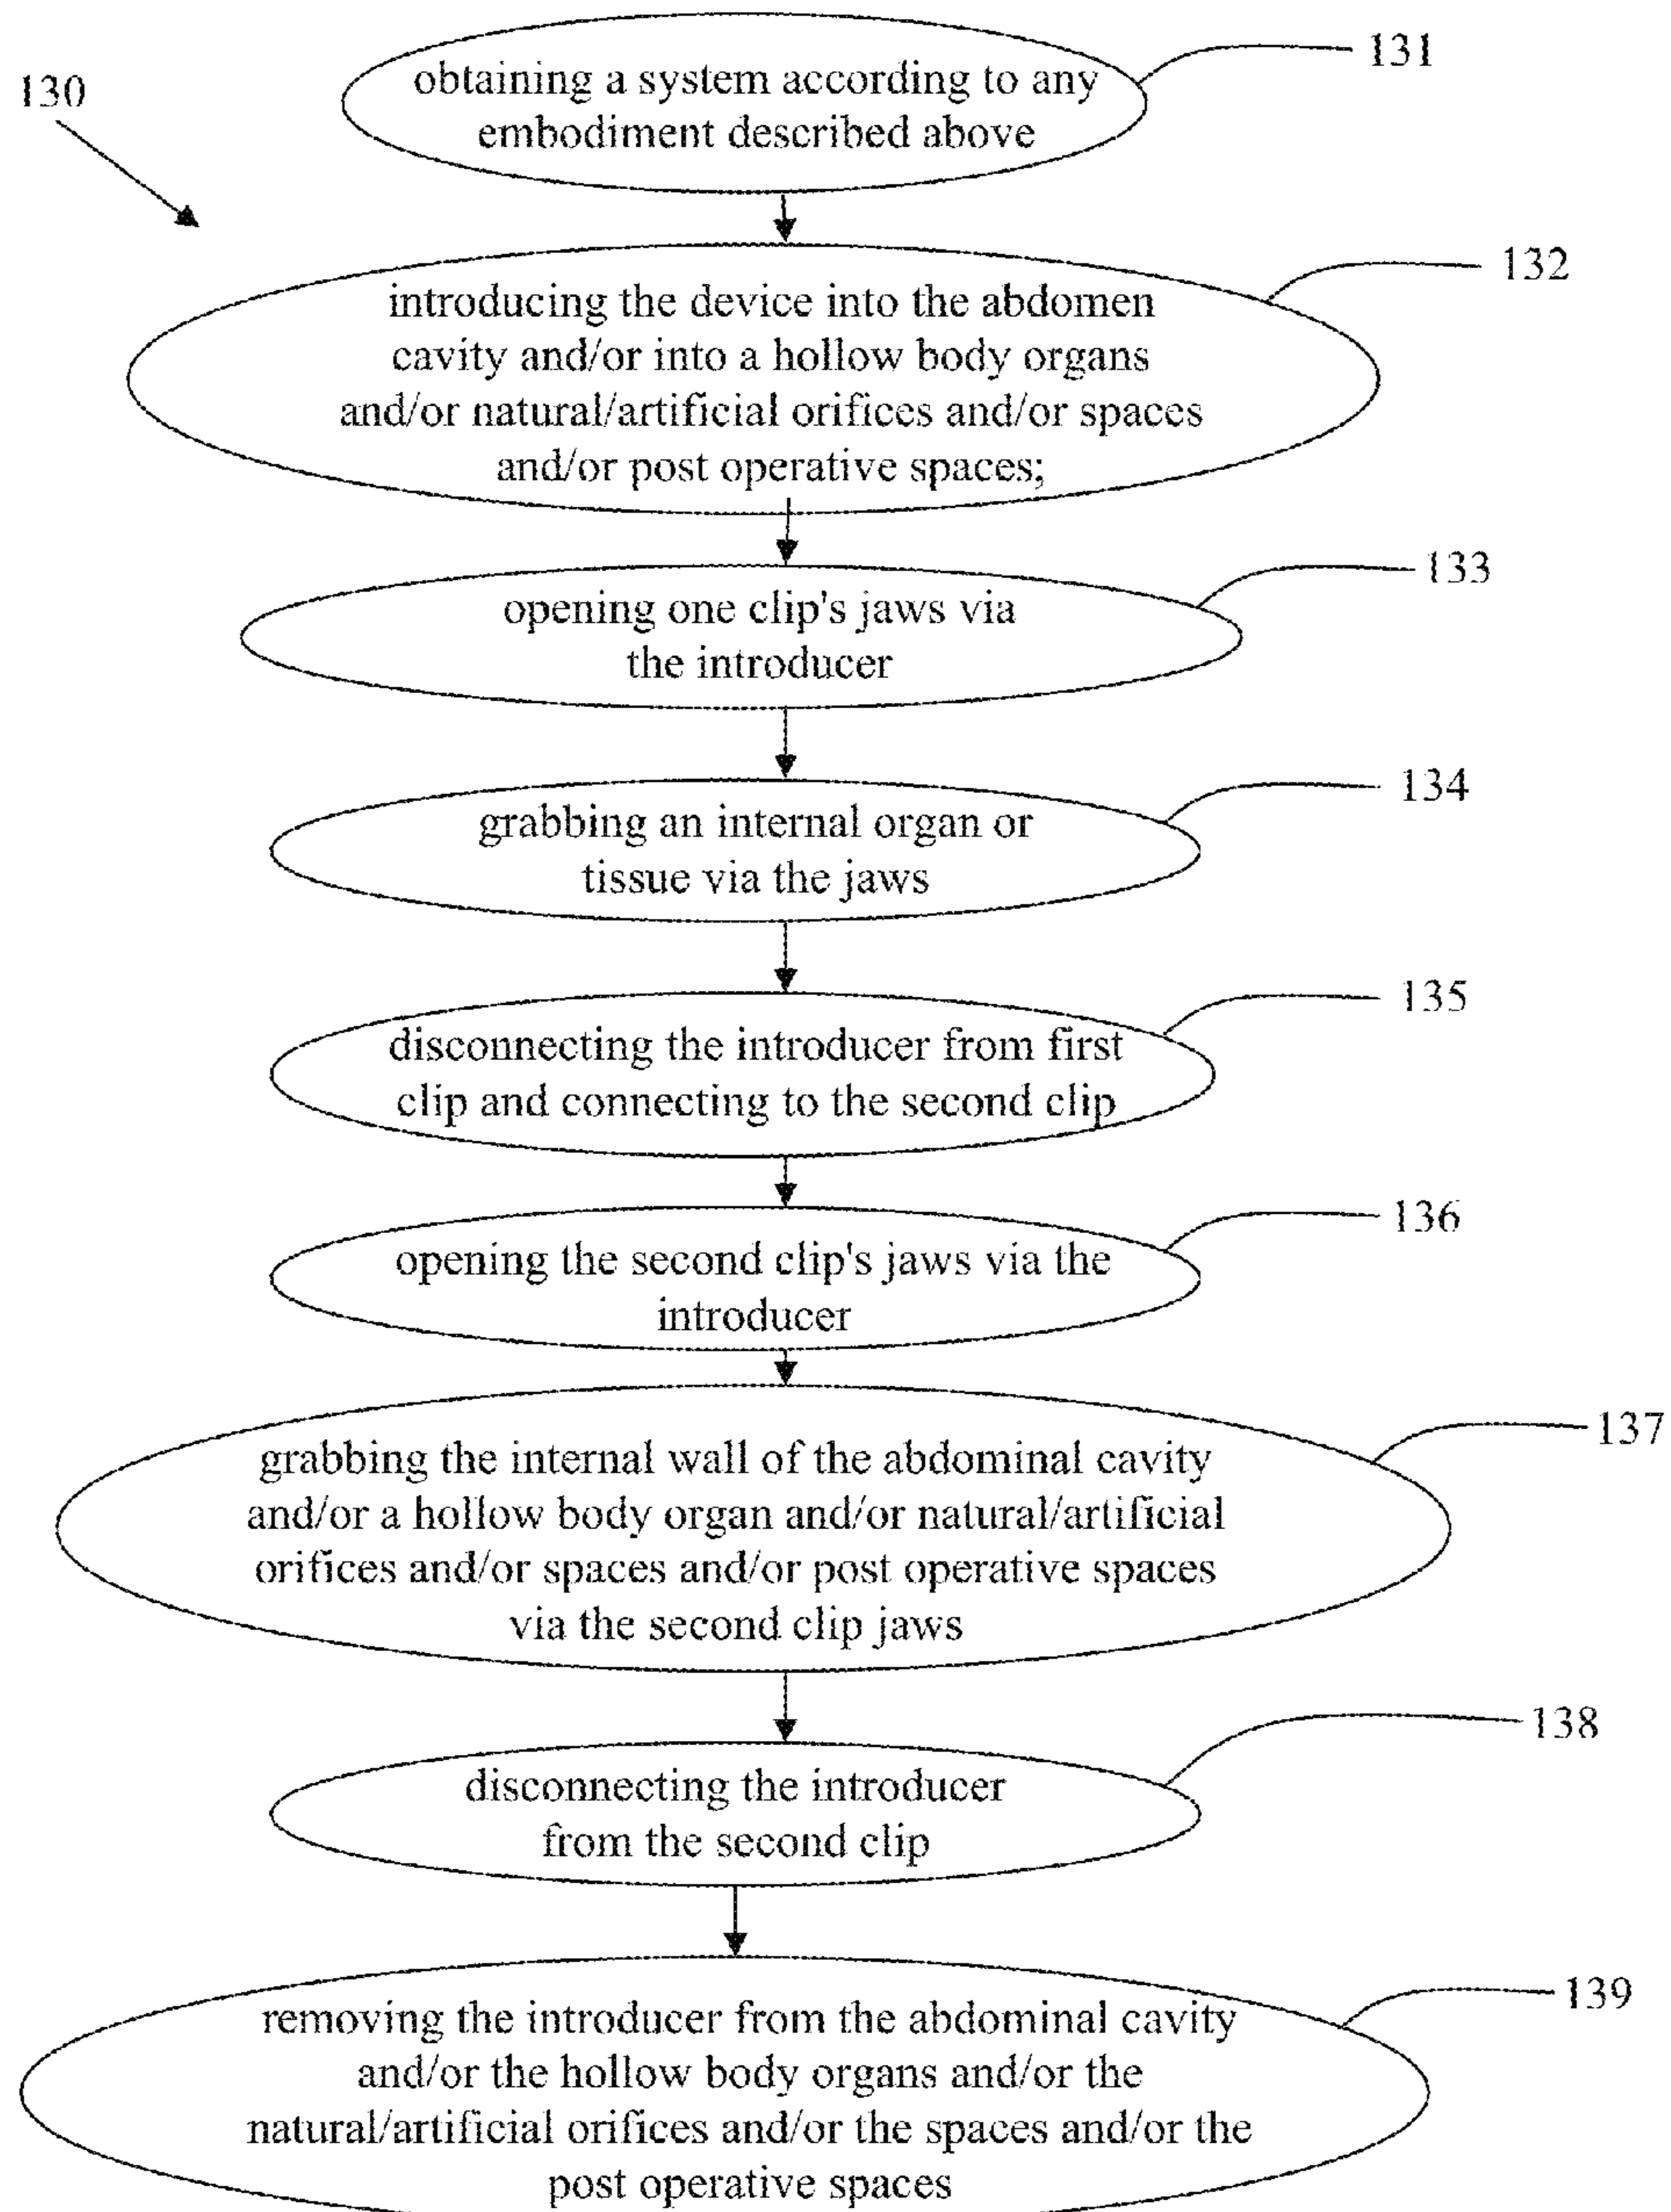 130
131
obtaining a system according to any
embodiment described above
132
introducing the device into the abdomen
cavity and/or into a hollow body organs
and/or natural/artificial orifices and/or spaces
and/or post operative spaces;
133
opening one clip's jaws via
the introducer
134
grabbing an internal organ or
tissue via the jaws
135
disconnecting the introducer from first
clip and connecting to the second clip
136
opening the second clip's jaws via the
introducer
137
grabbing the internal wall of the abdominal cavity
and/or a hollow body organ and/or natural/artificial
orifices and/or spaces and/or post operative spaces
via the second clip jaws
138
disconnecting the introducer
from the second clip
139
removing the introducer from the abdominal cavity
and/or the hollow body organs and/or the
natural/artificial orifices and/or the spaces and/or the
post operative spaces